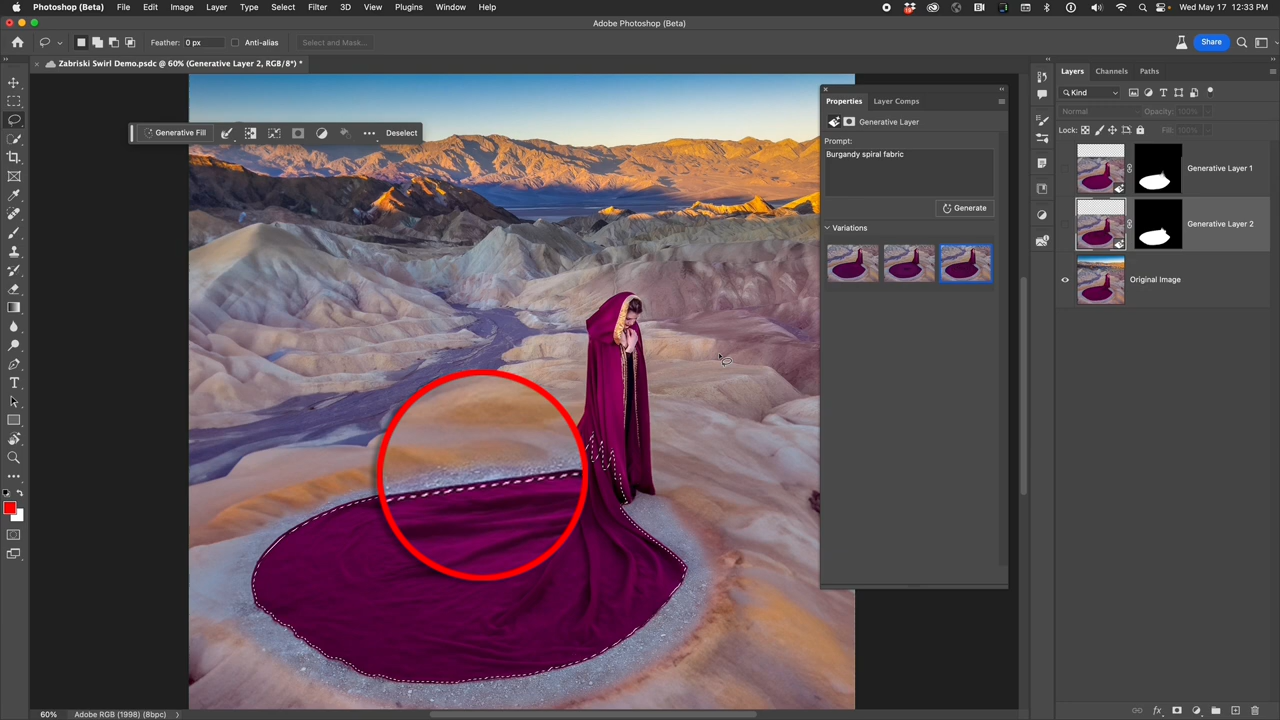 Photoshop (Beta) File Edit Image Layer Type Select Filter 3D View Plugins Window Help Wed May 17 12:33 PM
Adobe Photoshop (Beta)
Feather: 0 px Anti-alias Select and Mask... Share
Zabriski Swirl Demo.psdc @ 60% (Generative Layer 2, RGB/8*) *
Layers Channels Paths
Kind
Normal Opacity: 100%
Lock: Fill: 100%
Generative Layer 1
Generative Layer 2
Original Image
Properties Layer Comps
Generative Layer
Prompt:
Burgandy spiral fabric
Generate
Variations
Generative Fill Deselect
60% Adobe RGB (1998) (8bpc)
fx